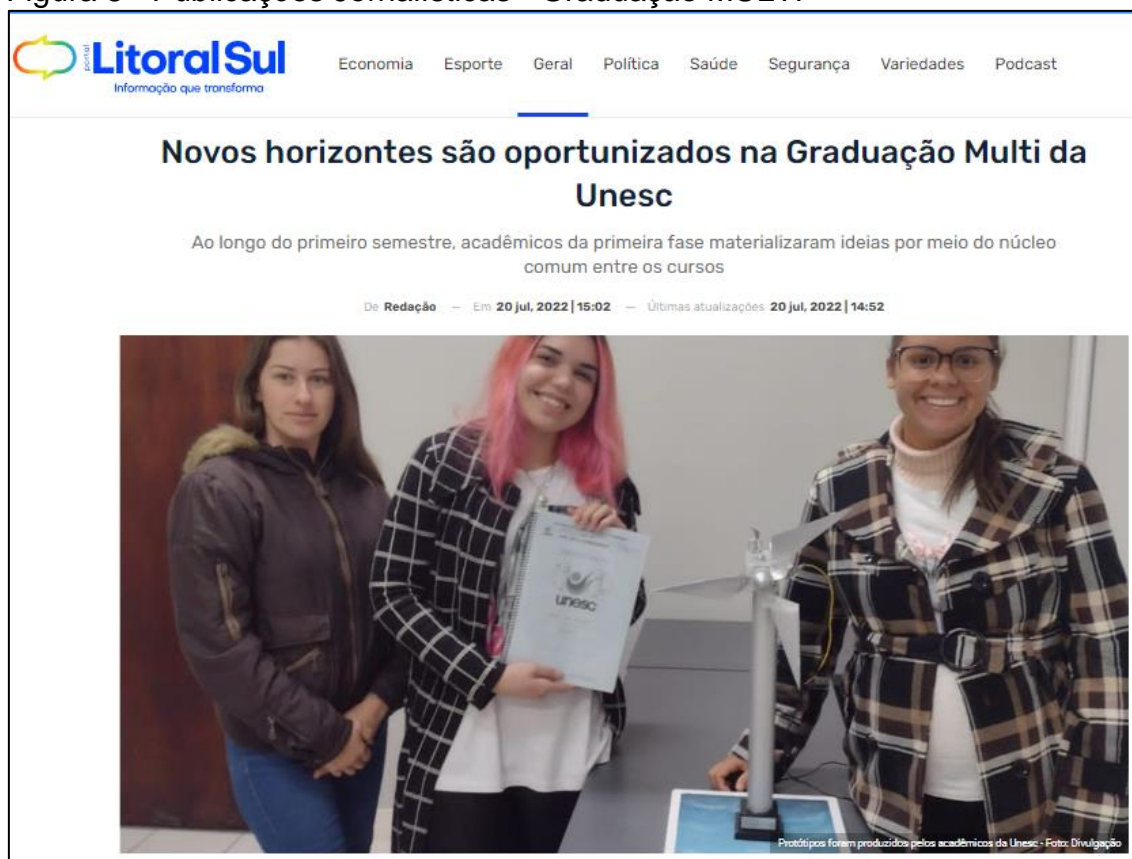 portal
LitoralSul
Informação que transforma
Economia Esporte Geral Política Saúde Segurança Variedades Podcast
Novos horizontes são oportunizados na Graduação Multi da
Unesc
Ao longo do primeiro semestre, acadêmicos da primeira fase materializaram ideias por meio do núcleo
comum entre os cursos
De Redação — Em 20 jul, 2022 | 15:02 — Últimas atualizações 20 jul, 2022 | 14:52
unesc
Protótipos foram produzidos pelos acadêmicos da Unesc - Foto: Divulgação